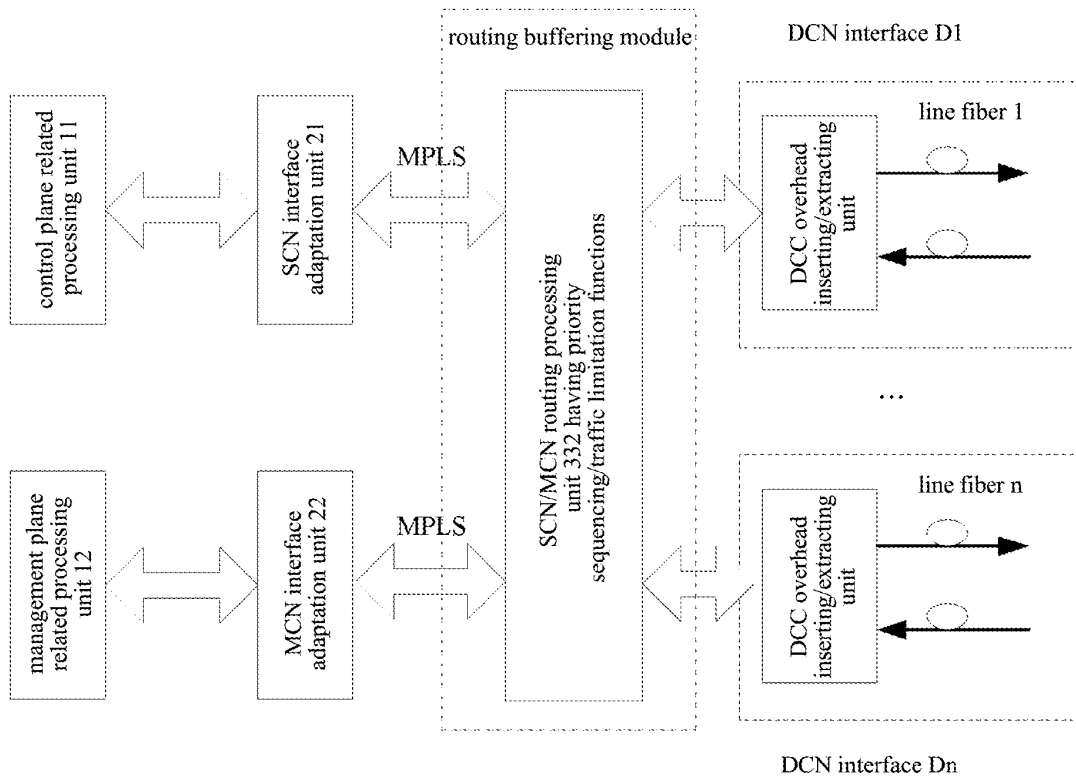 routing buffering module
DCN interface D1
control plane related
processing unit 11
SCN interface
adaptation unit 21
MPLS
SCN/MCN routing processing
unit 332 having priority
sequencing/traffic limitation functions
DCC overhead
inserting/extracting
unit
line fiber 1
...
management plane
related processing
unit 12
MCN interface
adaptation unit 22
MPLS
DCC overhead
inserting/extracting
unit
line fiber n
DCN interface Dn